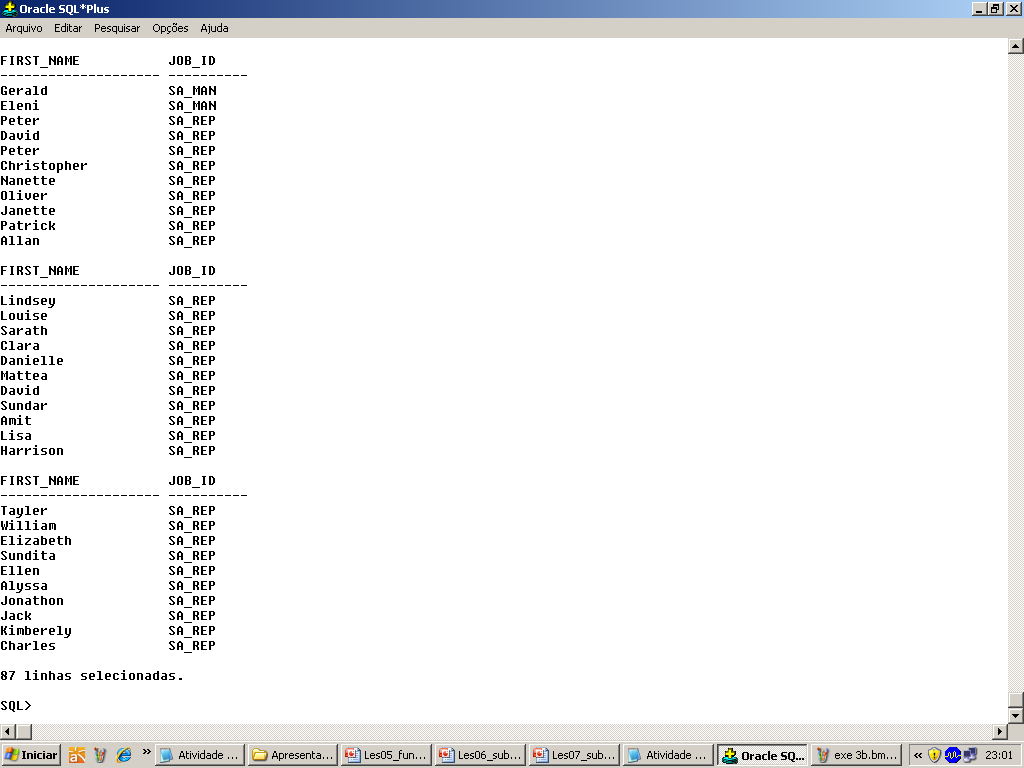 Oracle SQL*Plus
Arquivo Editar Pesquisar Opções Ajuda
FIRST_NAME JOB_ID
-------------------- ----------
Gerald SA_MAN
Eleni SA_MAN
Peter SA_REP
David SA_REP
Peter SA_REP
Christopher SA_REP
Nanette SA_REP
Oliver SA_REP
Janette SA_REP
Patrick SA_REP
Allan SA_REP
FIRST_NAME JOB_ID
-------------------- ----------
Lindsey SA_REP
Louise SA_REP
Sarath SA_REP
Clara SA_REP
Danielle SA_REP
Mattea SA_REP
David SA_REP
Sundar SA_REP
Amit SA_REP
Lisa SA_REP
Harrison SA_REP
FIRST_NAME JOB_ID
-------------------- ----------
Tayler SA_REP
William SA_REP
Elizabeth SA_REP
Sundita SA_REP
Ellen SA_REP
Alyssa SA_REP
Jonathon SA_REP
Jack SA_REP
Kimberely SA_REP
Charles SA_REP
87 linhas selecionadas.
SQL>
Iniciar » Atividade ... Apresenta... Les05_fun... Les06_sub... Les07_sub... Atividade ... Oracle SQ... exe 3b.bm... « 23:01